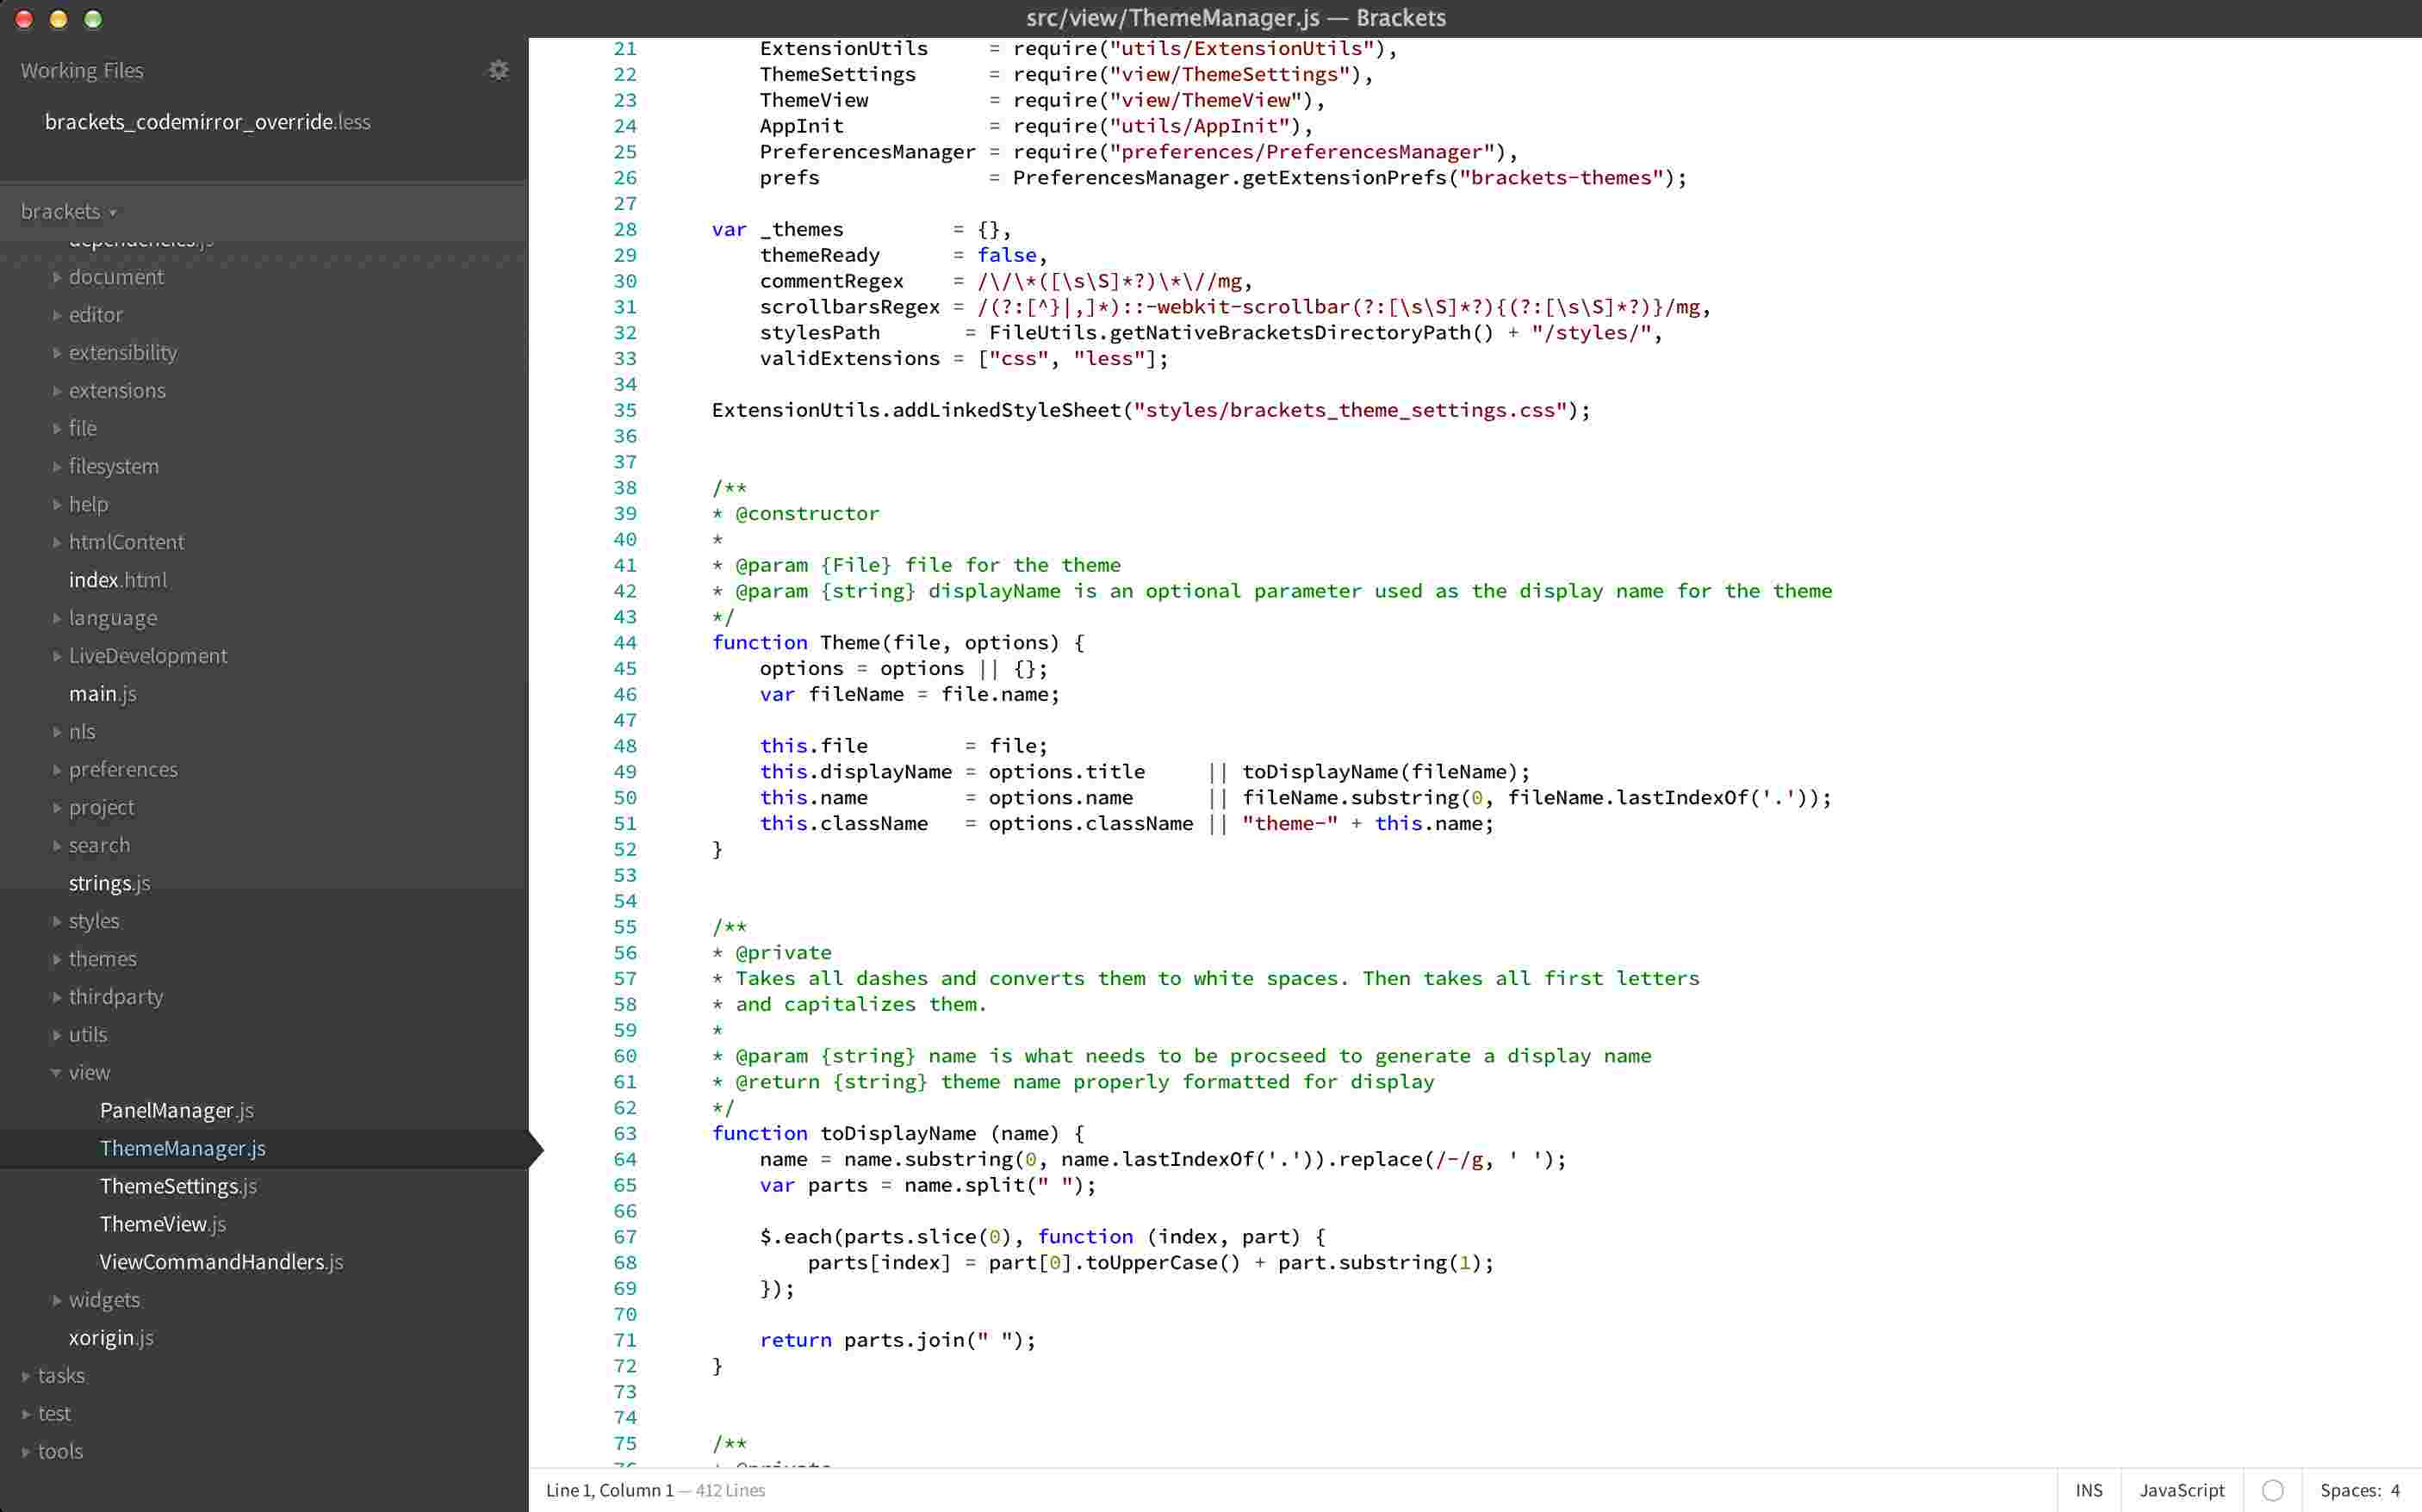 src/view/ThemeManager.js — Brackets
Working Files
brackets_codemirror_override.less
brackets
dependencies.js
document
editor
extensibility
extensions
file
filesystem
help
htmlContent
index.html
language
LiveDevelopment
main.js
nls
preferences
project
search
strings.js
styles
themes
thirdparty
utils
view
PanelManager.js
ThemeManager.js
ThemeSettings.js
ThemeView.js
ViewCommandHandlers.js
widgets
xorigin.js
tasks
test
tools
21 ExtensionUtils = require("utils/ExtensionUtils"),
22 ThemeSettings = require("view/ThemeSettings"),
23 ThemeView = require("view/ThemeView"),
24 AppInit = require("utils/AppInit"),
25 PreferencesManager = require("preferences/PreferencesManager"),
26 prefs = PreferencesManager.getExtensionPrefs("brackets-themes");
27
28 var _themes = {},
29 themeReady = false,
30 commentRegex = /\/\*([\s\S]*?)\*\//mg,
31 scrollbarsRegex = /(?:[^}|,]*)::-webkit-scrollbar(?:[\s\S]*?){(?:[\s\S]*?)}/mg,
32 stylesPath = FileUtils.getNativeBracketsDirectoryPath() + "/styles/",
33 validExtensions = ["css", "less"];
34
35 ExtensionUtils.addLinkedStyleSheet("styles/brackets_theme_settings.css");
36
37
38 /**
39 * @constructor
40 *
41 * @param {File} file for the theme
42 * @param {string} displayName is an optional parameter used as the display name for the theme
43 */
44 function Theme(file, options) {
45 options = options || {};
46 var fileName = file.name;
47
48 this.file = file;
49 this.displayName = options.title || toDisplayName(fileName);
50 this.name = options.name || fileName.substring(0, fileName.lastIndexOf('.'));
51 this.className = options.className || "theme-" + this.name;
52 }
53
54
55 /**
56 * @private
57 * Takes all dashes and converts them to white spaces. Then takes all first letters
58 * and capitalizes them.
59 *
60 * @param {string} name is what needs to be procseed to generate a display name
61 * @return {string} theme name properly formatted for display
62 */
63 function toDisplayName (name) {
64 name = name.substring(0, name.lastIndexOf('.')).replace(/-/g, ' ');
65 var parts = name.split(" ");
66
67 $.each(parts.slice(0), function (index, part) {
68 parts[index] = part[0].toUpperCase() + part.substring(1);
69 });
70
71 return parts.join(" ");
72 }
73
74
75 /**
76 * @private
Line 1, Column 1 — 412 Lines
INS
JavaScript
Spaces: 4